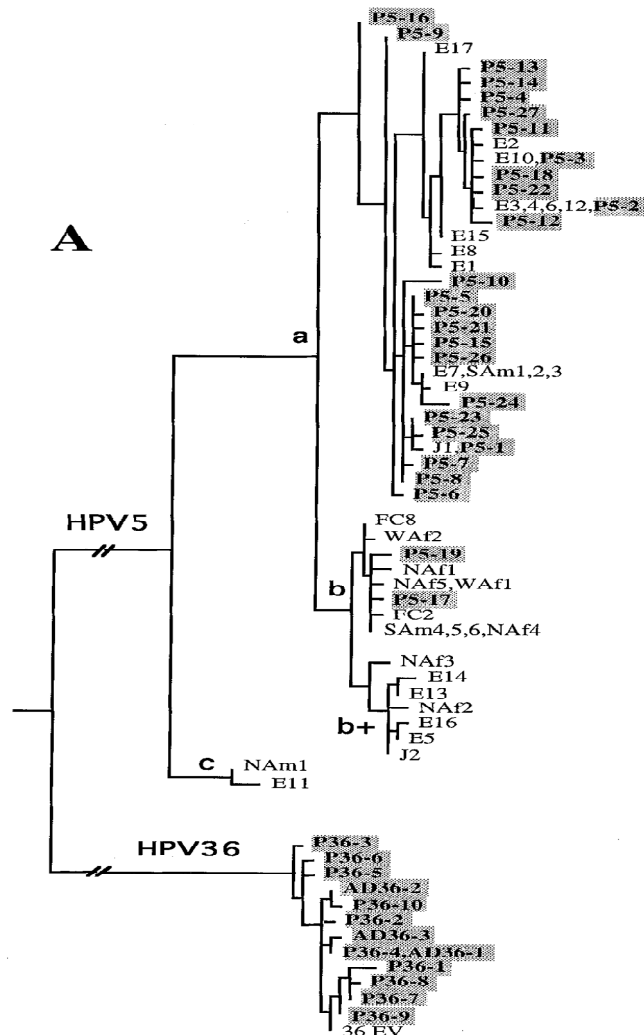 P5-16
P5-9
E17
P5-13
P5-14
P5-4
P5-27
P5-11
E2
E10,P5-3
P5-18
P5-22
E3,4,6,12,P5-2
P5-12
A
E15
E8
E1
P5-10
P5-5
P5-20
P5-21
a
P5-15
P5-26
E7,SAm1,2,3
E9
P5-24
P5-23
P5-25
J1,P5-1
P5-7
P5-8
P5-6
HPV5
FC8
WAf2
P5-19
NAf1
b
NAf5,WAf1
P5-17
FC2
SAm4,5,6,NAf4
NAf3
E14
E13
NAf2
b+
E16
E5
J2
c
NAm1
E11
HPV36
P36-3
P36-6
P36-5
AD36-2
P36-10
P36-2
AD36-3
P36-4,AD36-1
P36-1
P36-8
P36-7
P36-9
36 EV